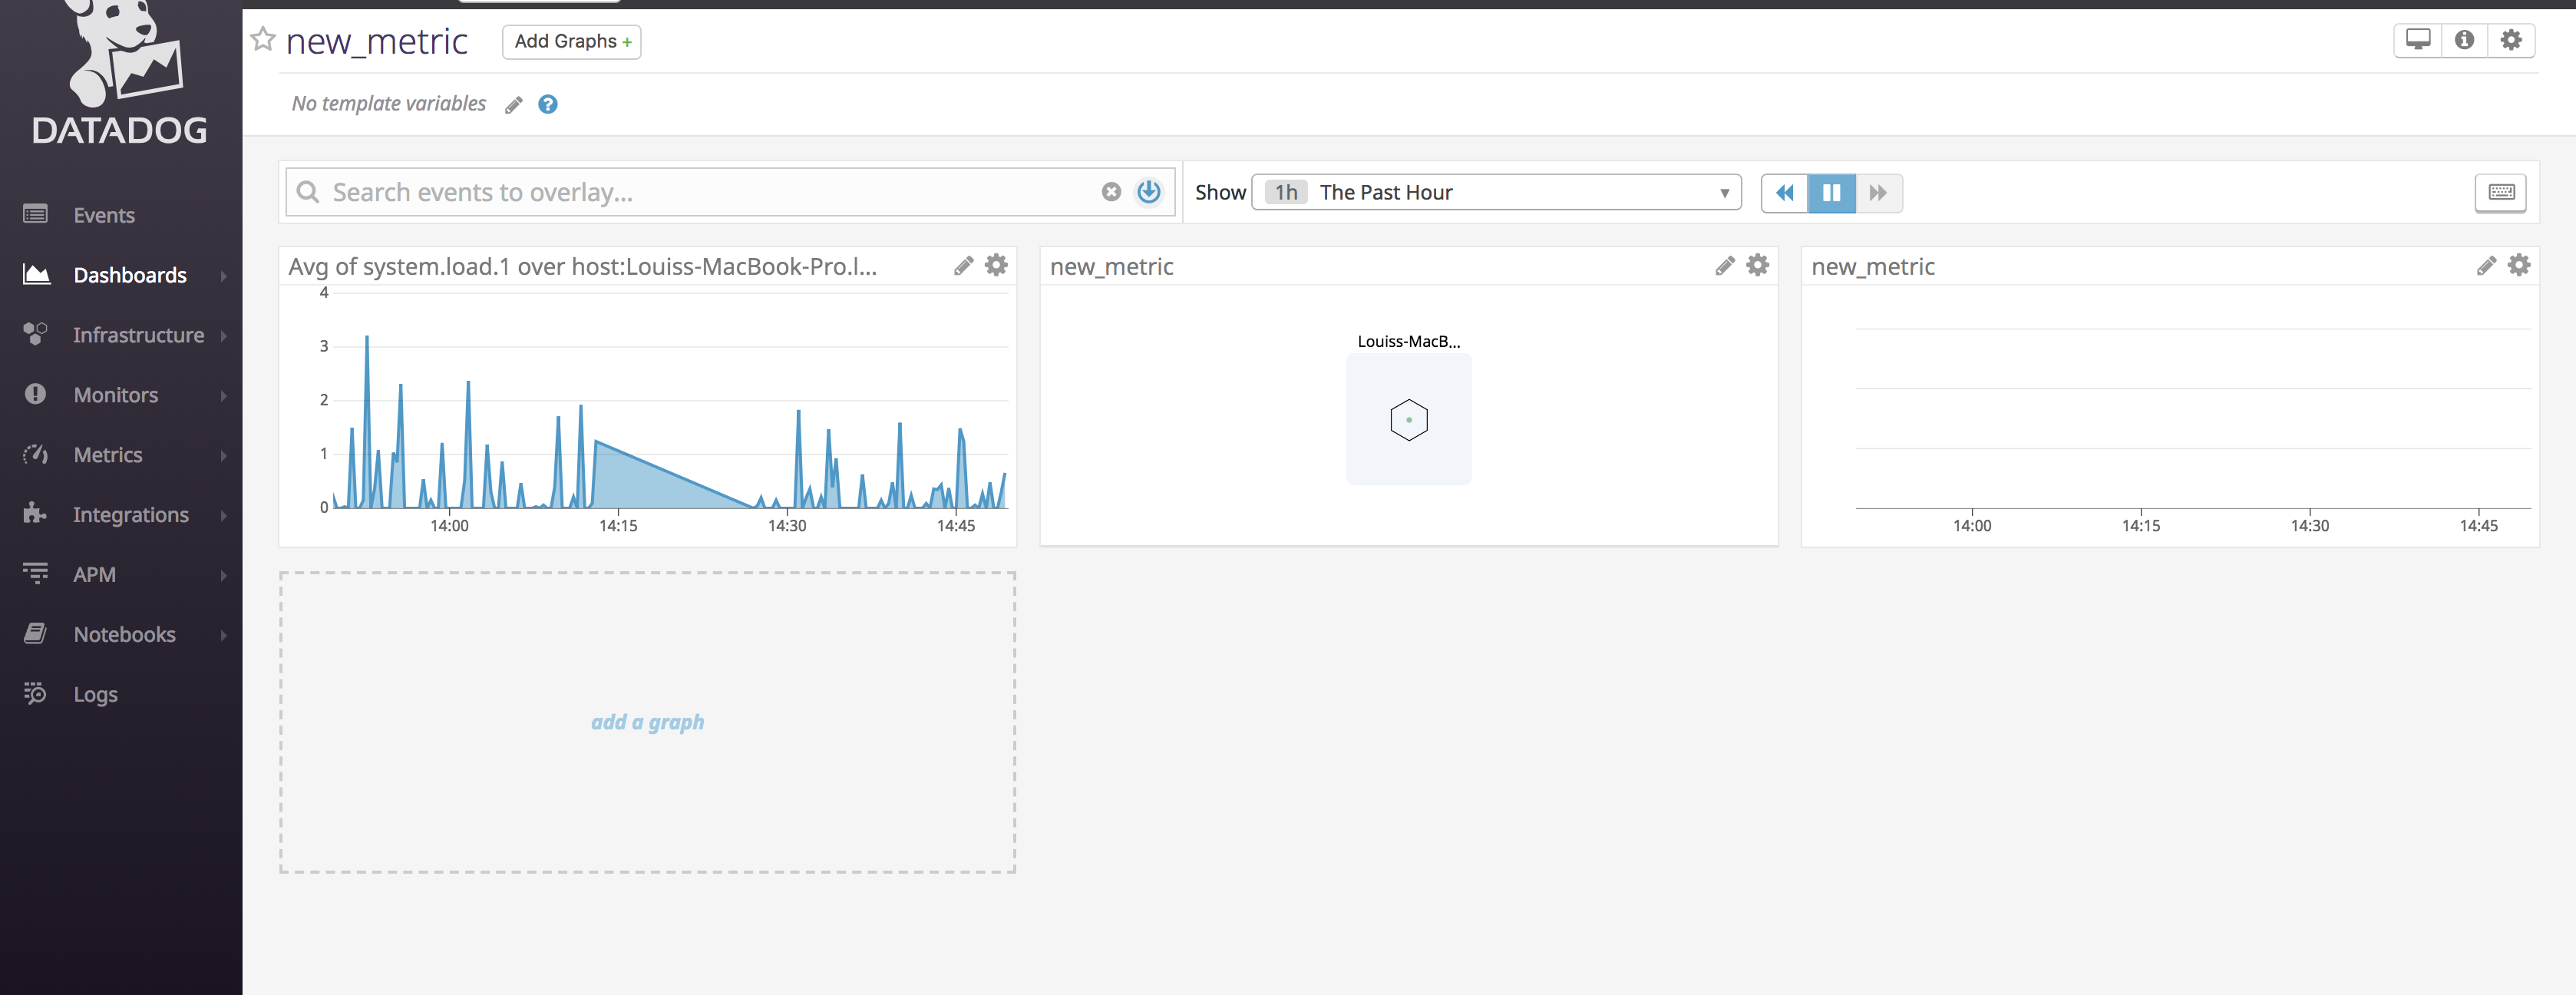 DATADOG
Events
Dashboards
Infrastructure
Monitors
Metrics
Integrations
APM
Notebooks
Logs
new_metric
Add Graphs +
No template variables
?
Search events to overlay...
Show 1h The Past Hour
Avg of system.load.1 over host:Louiss-MacBook-Pro.l...
4
3
2
1
0
14:00 14:15 14:30 14:45
new_metric
Louiss-MacB...
new_metric
14:00 14:15 14:30 14:45
add a graph